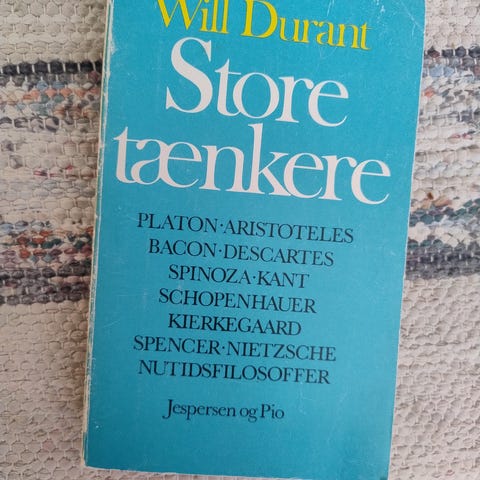 Will Durant
Store
tænkere
PLATON·ARISTOTELES
BACON·DESCARTES
SPINOZA·KANT
SCHOPENHAUER
KIERKEGAARD
SPENCER·NIETZSCHE
NUTIDSFILOSOFFER
Jespersen og Pio